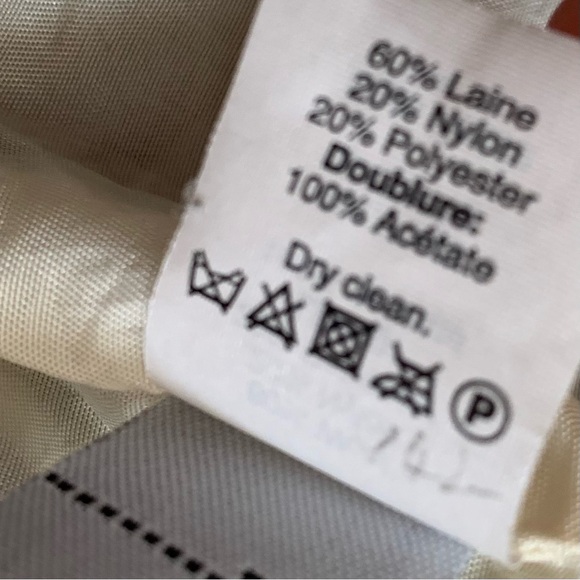 60% Laine
20% Nylon
20% Polyester
Doublure:
100% Acétate
Dry clean.
P